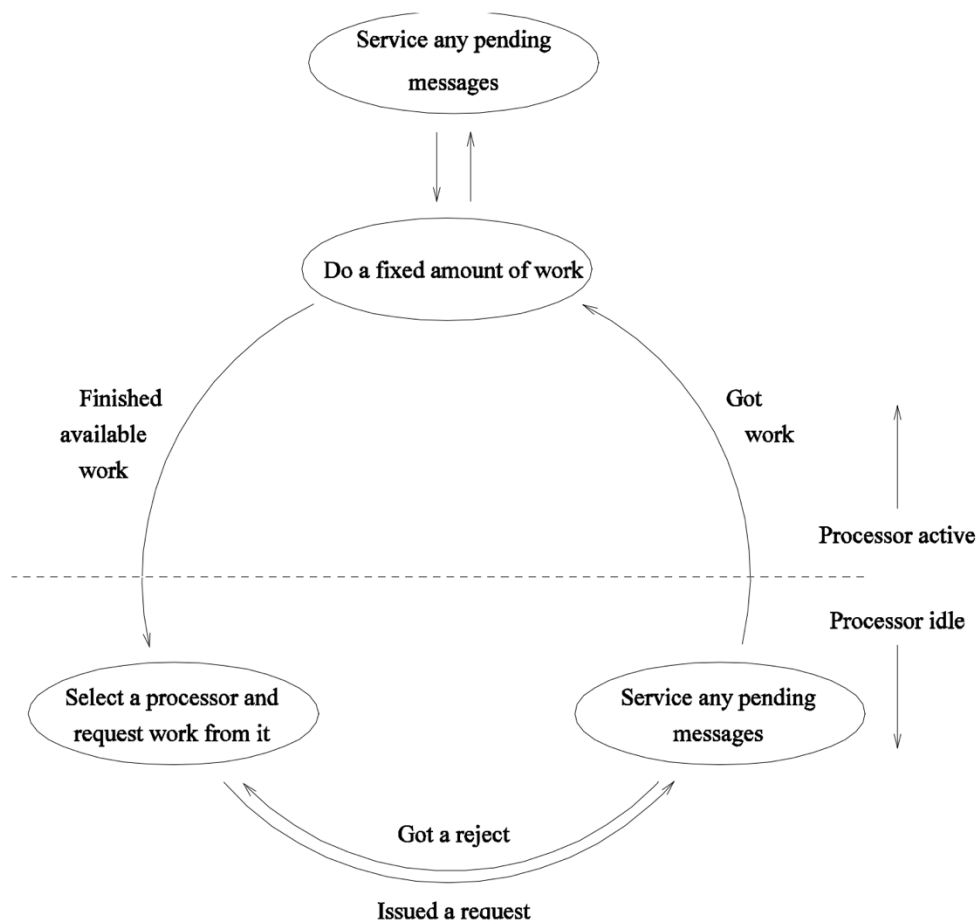 Service any pending
messages
Do a fixed amount of work
Finished
available
work
Got
work
Processor active
Processor idle
Select a processor and
request work from it
Service any pending
messages
Got a reject
Issued a request